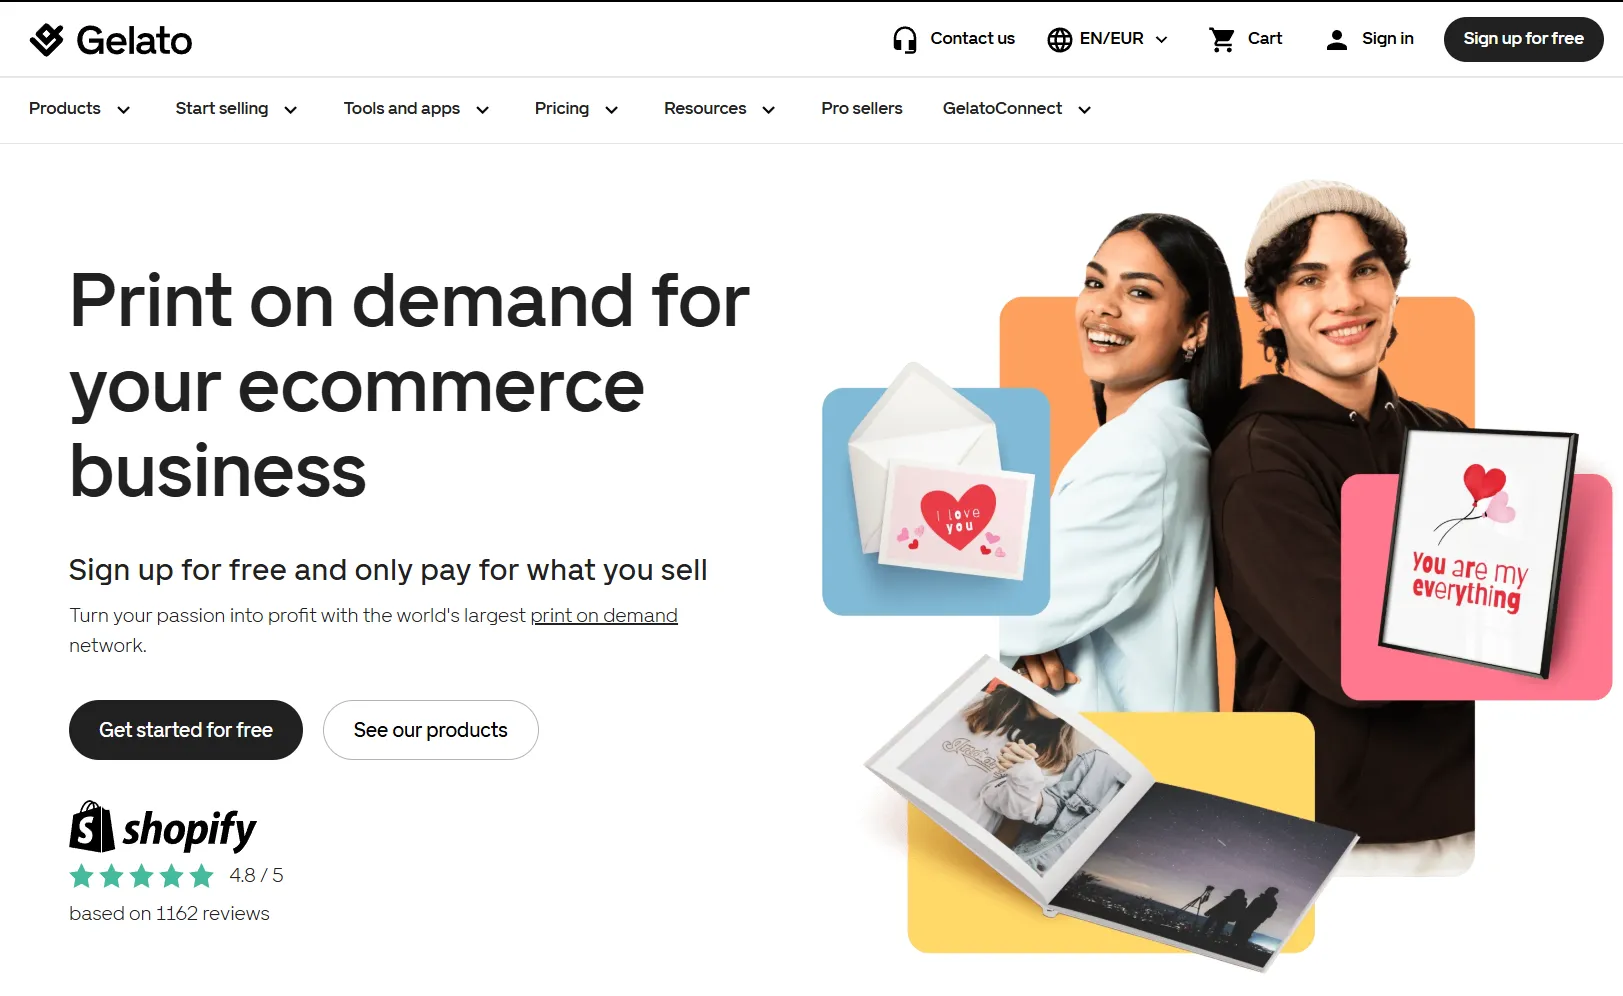 Gelato
Contact us
EN/EUR
Cart
Sign in
Sign up for free
Products
Start selling
Tools and apps
Pricing
Resources
Pro sellers
GelatoConnect
Print on demand for
your ecommerce
business
Sign up for free and only pay for what you sell
Turn your passion into profit with the world's largest print on demand
network.
Get started for free
See our products
shopify
4.8 / 5
based on 1162 reviews
I love
you
You are my
everything